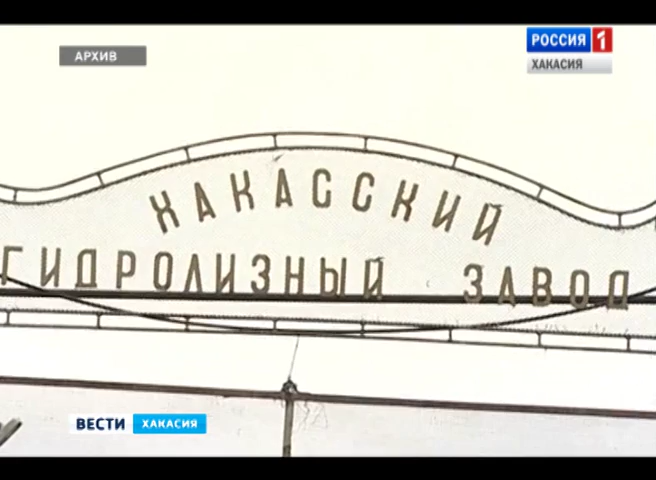 АРХИВ
РОССИЯ 1
ХАКАСИЯ
ХАКАССКИЙ
ГИДРОЛИЗНЫЙ ЗАВОД
ВЕСТИ ХАКАСИЯ